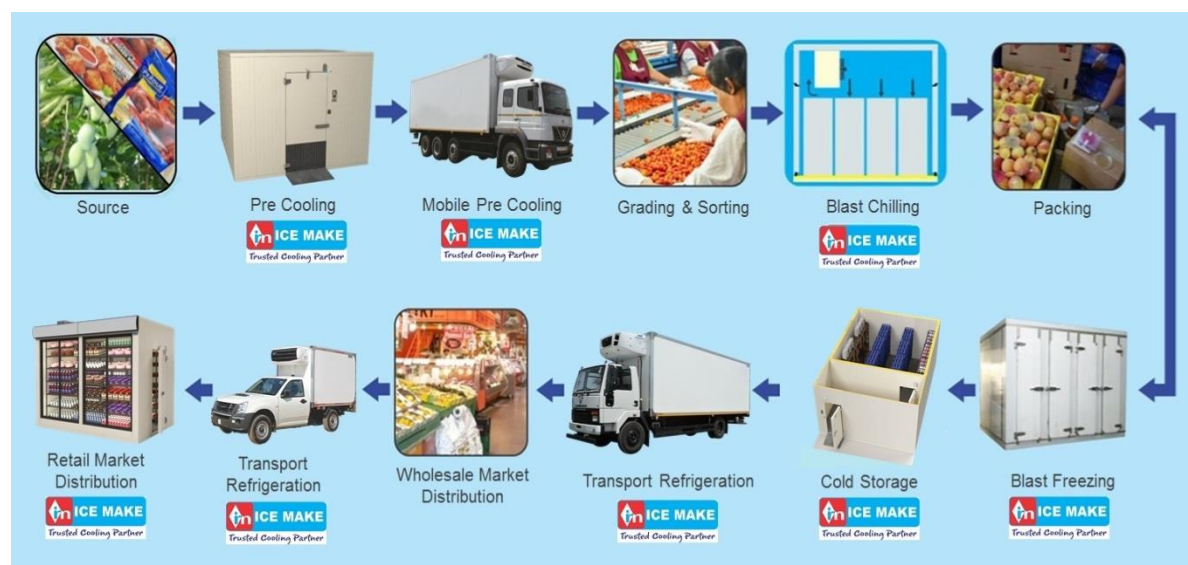 Source
Pre Cooling
ICE MAKE
Trusted Cooling Partner
Mobile Pre Cooling
ICE MAKE
Trusted Cooling Partner
Grading & Sorting
Blast Chilling
ICE MAKE
Trusted Cooling Partner
Packing
Retail Market
Distribution
ICE MAKE
Trusted Cooling Partner
Transport
Refrigeration
ICE MAKE
Trusted Cooling Partner
Wholesale Market
Distribution
Transport Refrigeration
ICE MAKE
Trusted Cooling Partner
Cold Storage
ICE MAKE
Trusted Cooling Partner
Blast Freezing
ICE MAKE
Trusted Cooling Partner